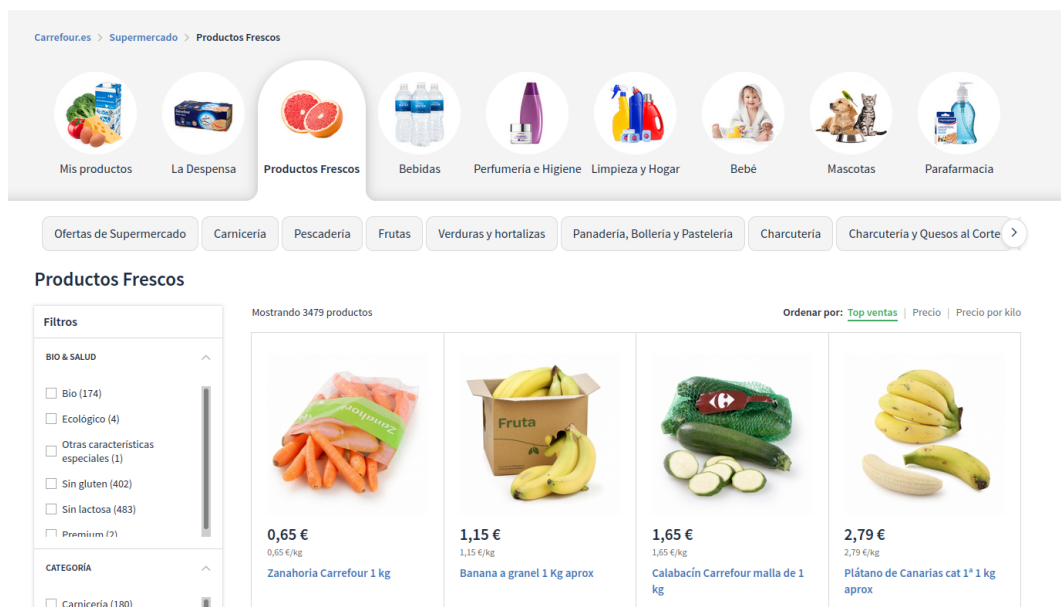 Carrefour.es > Supermercado > Productos Frescos
Mis productos
La Despensa
Productos Frescos
Bebidas
Perfumería e Higiene
Limpieza y Hogar
Bebé
Mascotas
Parafarmacia
Ofertas de Supermercado
Carnicería
Pescadería
Frutas
Verduras y hortalizas
Panadería, Bollería y Pastelería
Charcutería
Charcutería y Quesos al Corte
Productos Frescos
Filtros
Mostrando 3479 productos
Ordenar por: Top ventas | Precio | Precio por kilo
BIO & SALUD
Bio (174)
Ecológico (4)
Otras características
especiales (1)
Sin gluten (402)
Sin lactosa (483)
Premium (2)
CATEGORÍA
Carnicería (180)
Zanahor
Fruta
0,65 €
0,65 €/kg
Zanahoria Carrefour 1 kg
1,15 €
1,15 €/kg
Banana a granel 1 Kg aprox
1,65 €
1,65 €/kg
Calabacín Carrefour malla de 1
kg
2,79 €
2,79 €/kg
Plátano de Canarias cat 1ª 1 kg
aprox